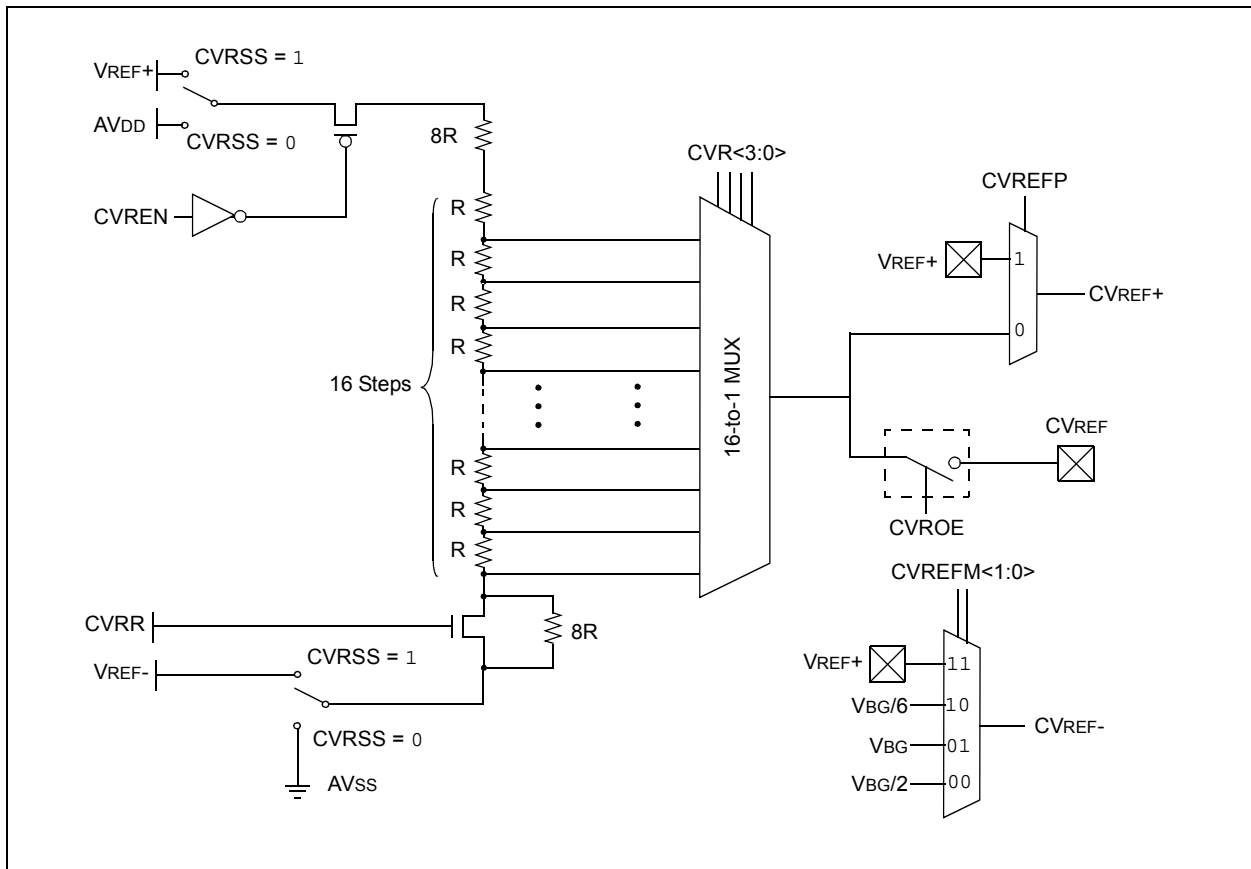 CVRSS = 1
VREF+
AVDD
CVRSS = 0
8R
CVREN
R
R
R
R
16 Steps
R
R
R
CVR<3:0>
16-to-1 MUX
CVREFP
VREF+
1
CVREF+
0
CVREF
CVROE
CVRR
8R
CVRSS = 1
VREF-
CVRSS = 0
AVSS
CVREFM<1:0>
VREF+
11
VBG/6
10
VBG
01
CVREF-
VBG/2
00